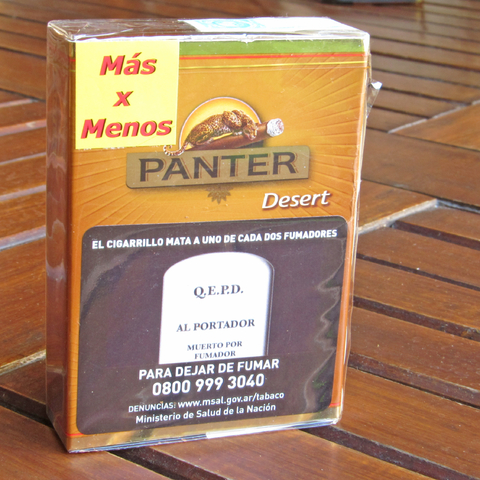 Más
x
Menos
PANTER
Desert
EL CIGARRILLO MATA A UNO DE CADA DOS FUMADORES
Q.E.P.D.
AL PORTADOR
MUERTO POR
FUMADOR
PARA DEJAR DE FUMAR
0800 999 3040
DENUNCIAS: www.msal.gov.ar/tabaco
Ministerio de Salud de la Nación